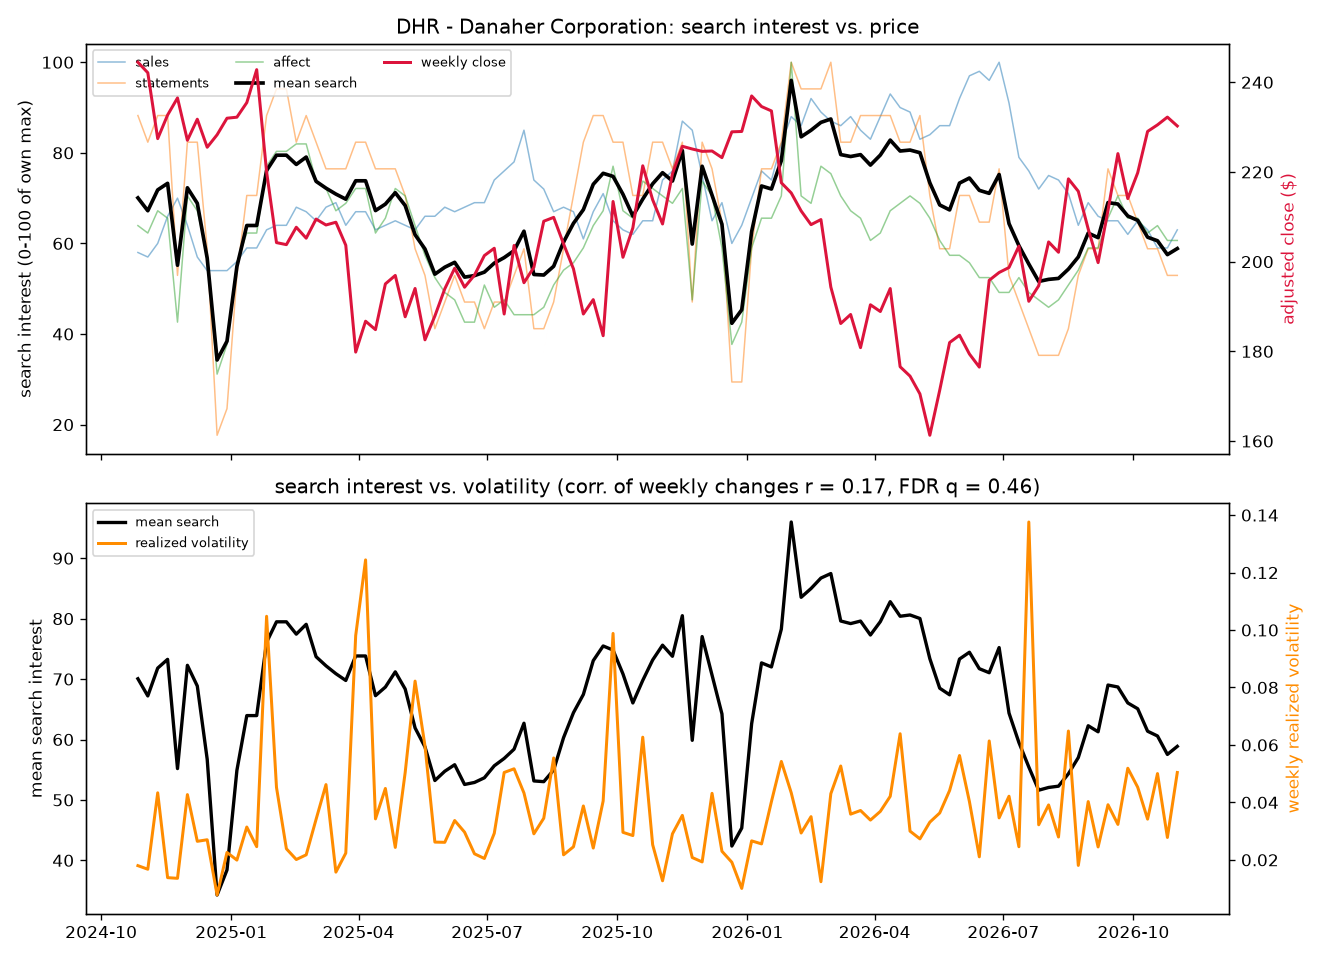 DHR - Danaher Corporation: search interest vs. price
sales
statements
affect
mean search
weekly close
100
80
60
40
20
search interest (0-100 of own max)
240
220
200
180
160
adjusted close ($)
search interest vs. volatility (corr. of weekly changes r = 0.17, FDR q = 0.46)
mean search
realized volatility
90
80
70
60
50
40
mean search interest
0.14
0.12
0.10
0.08
0.06
0.04
0.02
weekly realized volatility
2024-10
2025-01
2025-04
2025-07
2025-10
2026-01
2026-04
2026-07
2026-10